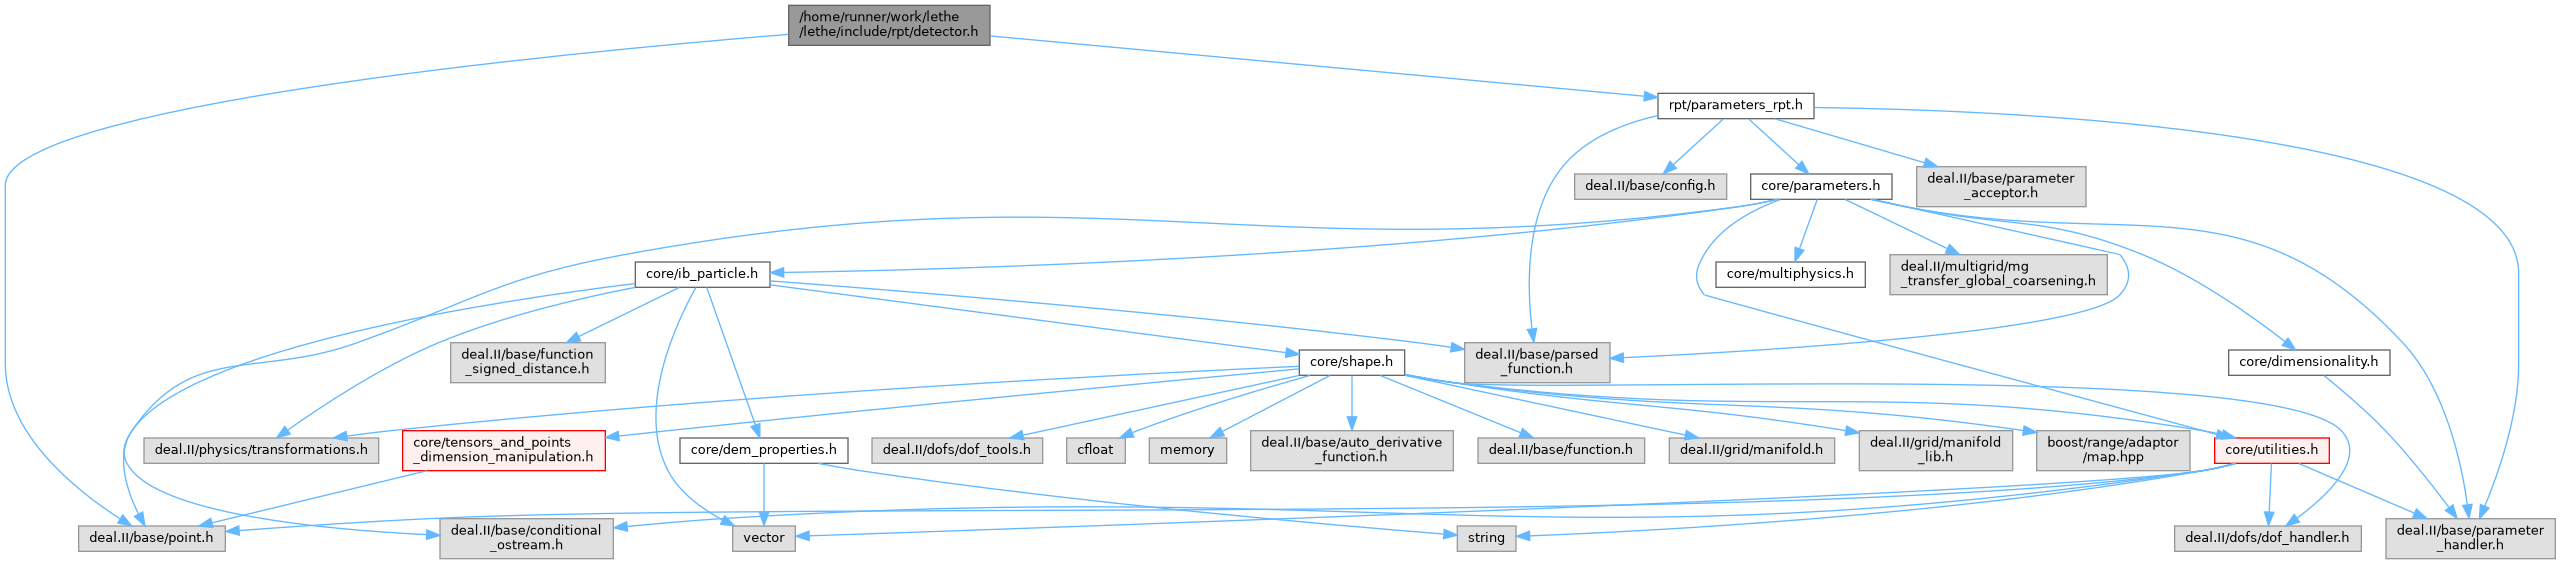 /home/runner/work/lethe
/lethe/include/rpt/detector.h
rpt/parameters_rpt.h
deal.II/base/config.h
core/parameters.h
deal.II/base/parameter
_acceptor.h
core/ib_particle.h
core/multiphysics.h
deal.II/multigrid/mg
_transfer_global_coarsening.h
deal.II/base/function
_signed_distance.h
core/shape.h
deal.II/base/parsed
_function.h
core/dimensionality.h
deal.II/physics/transformations.h
core/tensors_and_points
_dimension_manipulation.h
core/dem_properties.h
deal.II/dofs/dof_tools.h
cfloat
memory
deal.II/base/auto_derivative
_function.h
deal.II/base/function.h
deal.II/grid/manifold.h
deal.II/grid/manifold
_lib.h
boost/range/adaptor
/map.hpp
core/utilities.h
deal.II/base/point.h
deal.II/base/conditional
_ostream.h
vector
string
deal.II/dofs/dof_handler.h
deal.II/base/parameter
_handler.h